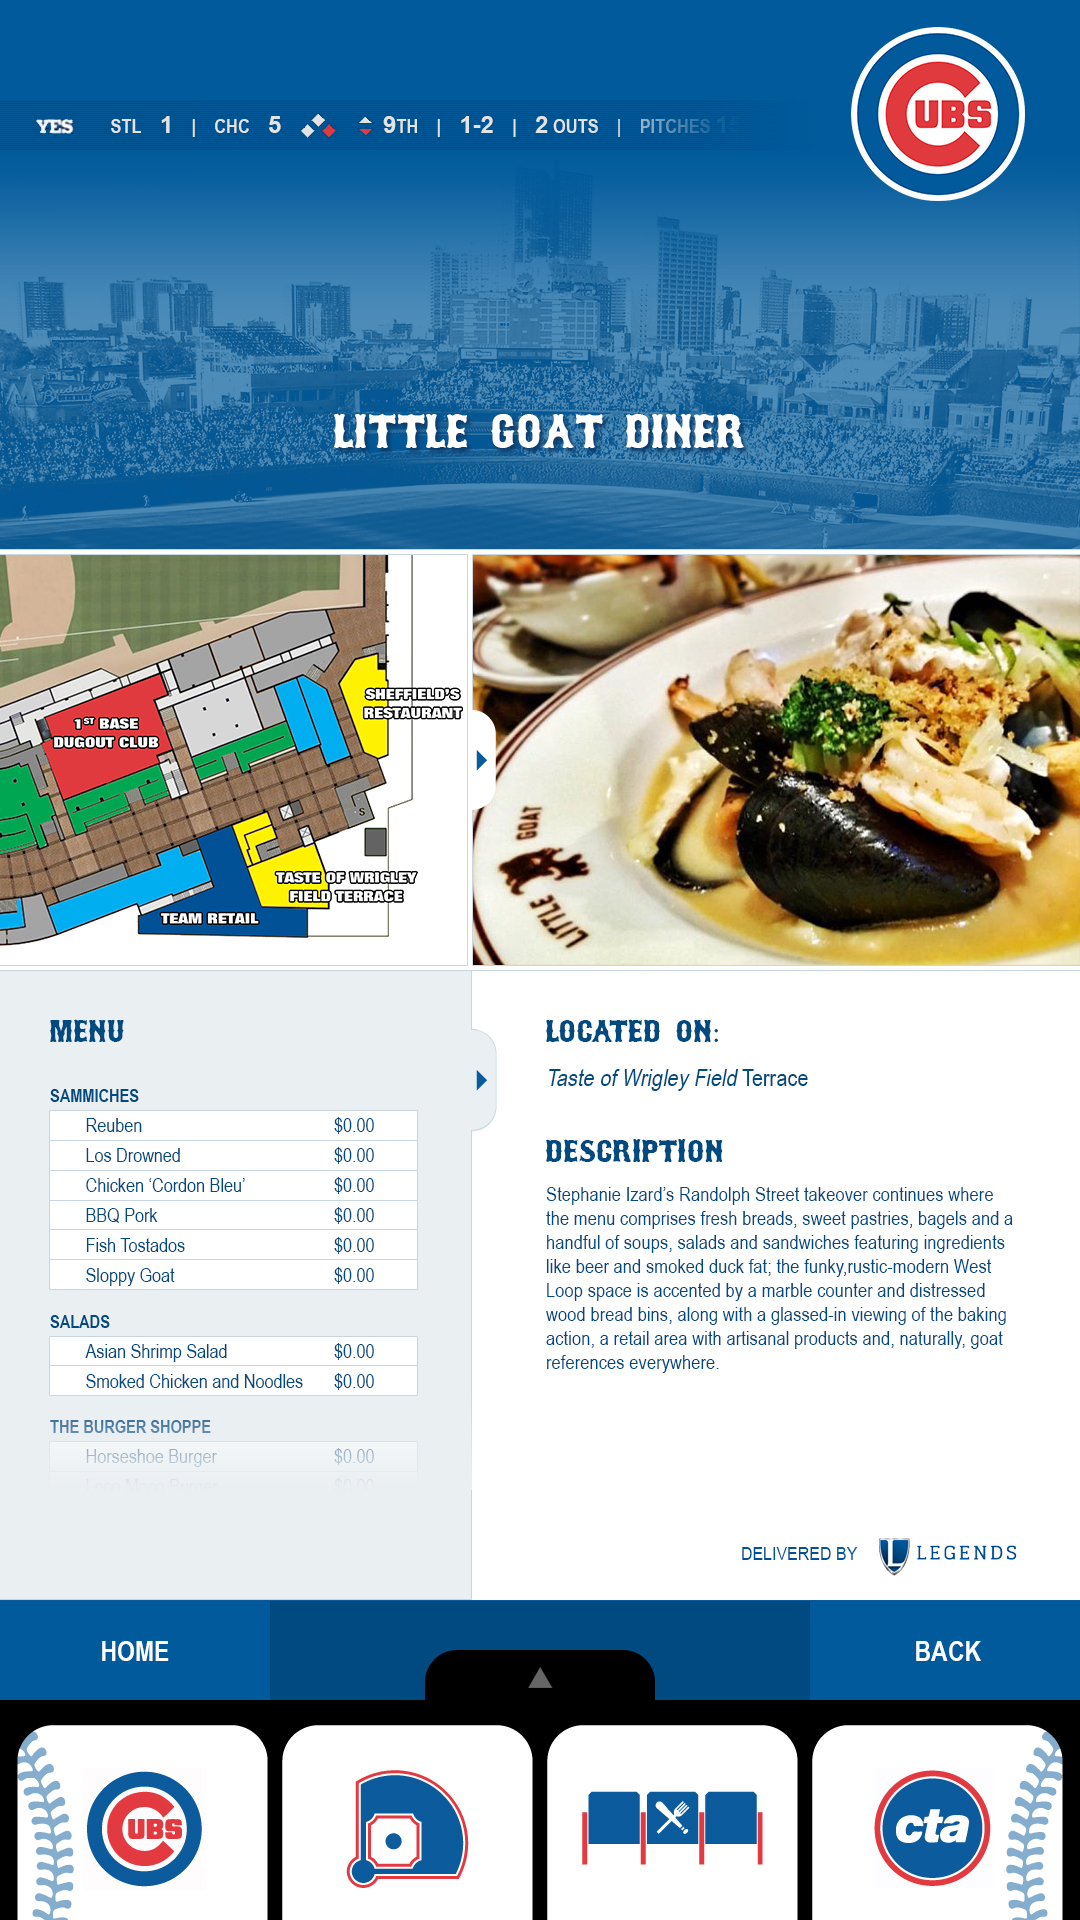 YES STL 1 | CHC 5 9TH | 1-2 | 2 OUTS | PITCHES
CUBS
LITTLE GOAT DINER
1ST BASE
DUGOUT CLUB
SHEFFIELD'S
RESTAURANT
S
TASTE OF WRIGLEY
FIELD TERRACE
TEAM RETAIL
LITTLE GOAT
MENU
SAMMICHES
Reuben $0.00
Los Drowned $0.00
Chicken ‘Cordon Bleu’ $0.00
BBQ Pork $0.00
Fish Tostados $0.00
Sloppy Goat $0.00
SALADS
Asian Shrimp Salad $0.00
Smoked Chicken and Noodles $0.00
THE BURGER SHOPPE
Horseshoe Burger $0.00
LOCATED ON:
Taste of Wrigley Field Terrace
DESCRIPTION
Stephanie Izard’s Randolph Street takeover continues where
the menu comprises fresh breads, sweet pastries, bagels and a
handful of soups, salads and sandwiches featuring ingredients
like beer and smoked duck fat; the funky,rustic-modern West
Loop space is accented by a marble counter and distressed
wood bread bins, along with a glassed-in viewing of the baking
action, a retail area with artisanal products and, naturally, goat
references everywhere.
DELIVERED BY LEGENDS
HOME
BACK
CUBS
cta